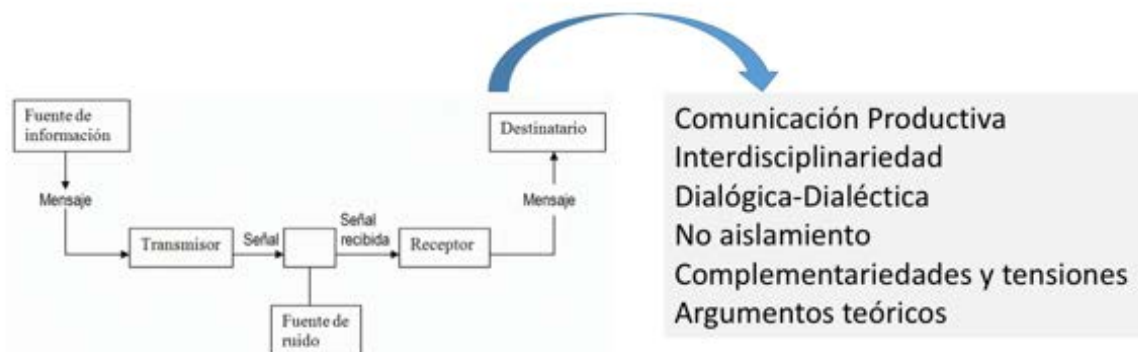 Fuente de
información
Mensaje
Transmisor
Señal
Señal
recibida
Receptor
Mensaje
Destinatario
Fuente de
ruido
Comunicación Productiva
Interdisciplinariedad
Dialógica-Dialéctica
No aislamiento
Complementariedades y tensiones
Argumentos teóricos